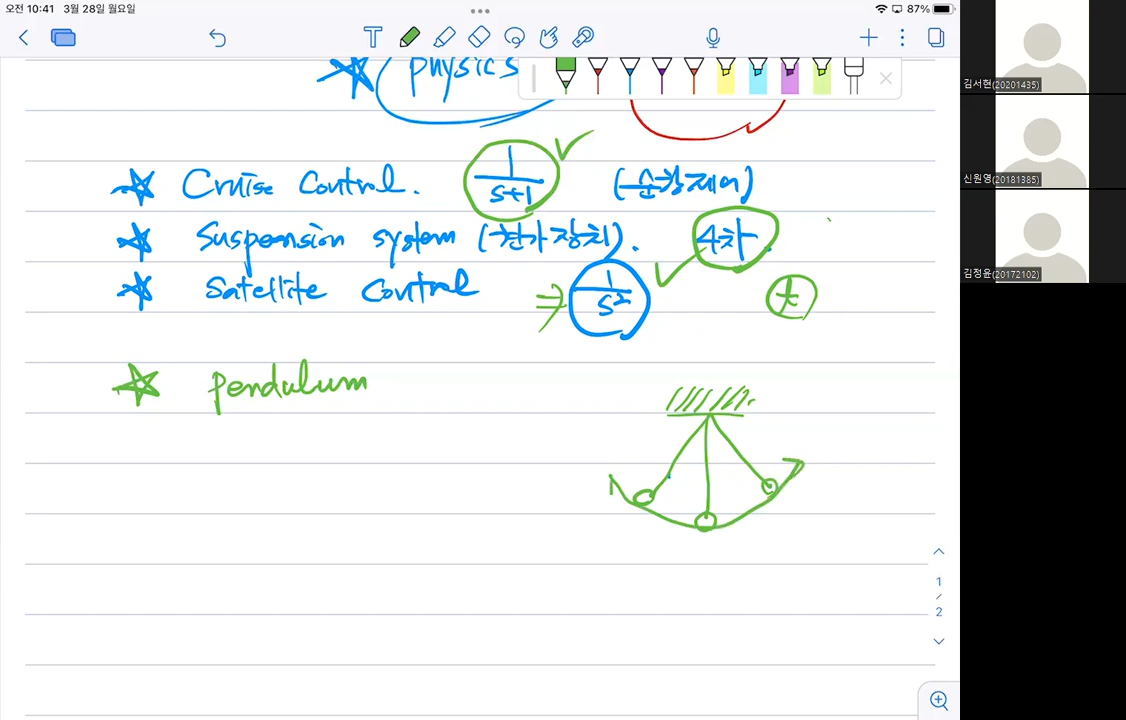 오전 10:41 3월 28일 월요일 87%
physics
☆ Cruise Control. 1/(s+1) (순항제어)
☆ Suspension system (현가장치). 4차.
☆ Satellite Control ⇒ 1/s² t
☆ pendulum
1
/
2
김서현(20201435)
신원영(20181385)
김정윤(20172102)